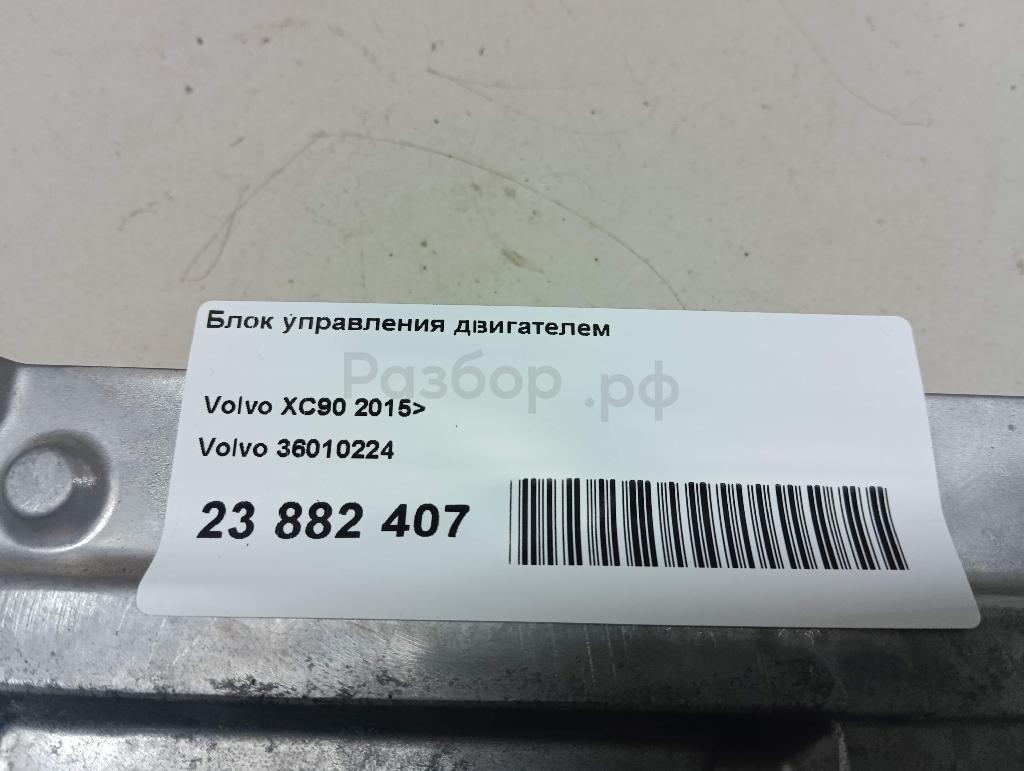 Блок управления двигателем
Разбор.рф
Volvo XC90 2015>
Volvo 36010224
23 882 407